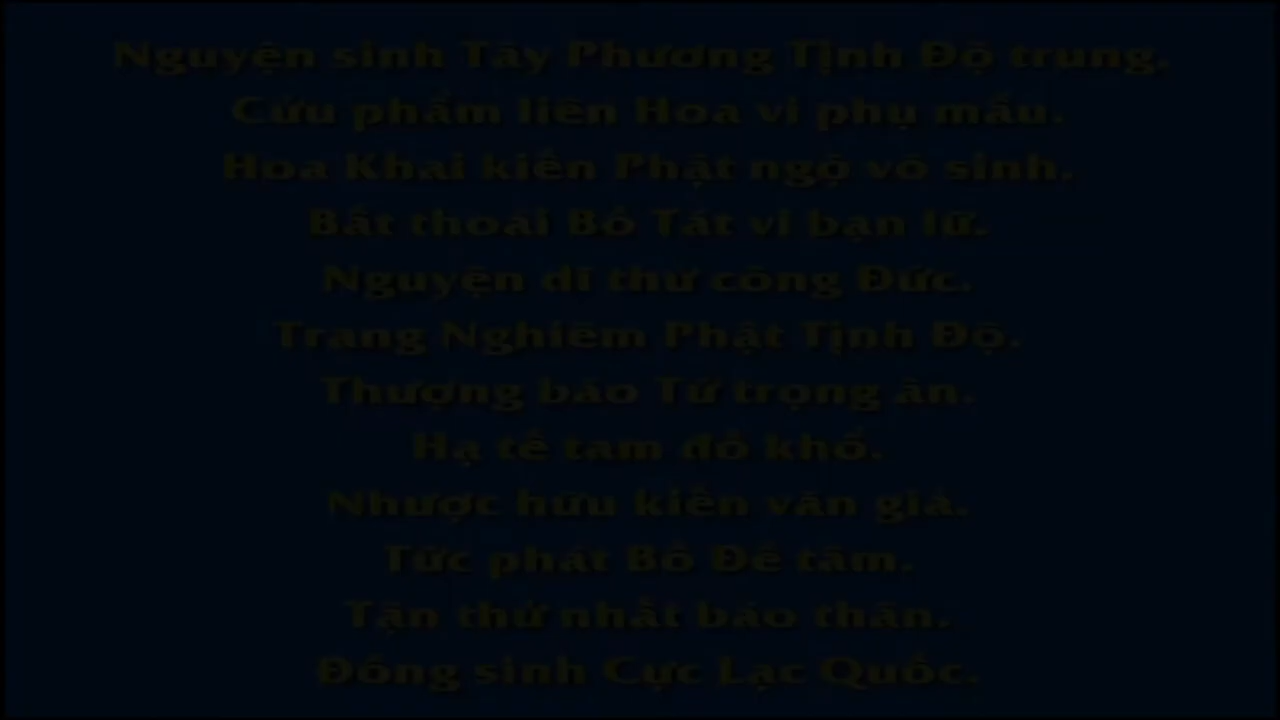 Nguyện sinh Tây Phương Tịnh Độ trung,
Cửu phẩm liên Hoa vi phụ mẫu.
Hoa Khai kiến Phật ngộ vô sinh.
Bất thoái Bồ Tát vi bạn lữ.
Nguyện dĩ thử công Đức.
Trang Nghiêm Phật Tịnh Độ.
Thượng báo Tứ trọng ân.
Hạ tế tam đồ khổ.
Nhược hữu kiến văn giả.
Tức phát Bồ Đề tâm.
Tận thử nhất báo thân.
Đồng sinh Cực Lạc Quốc.